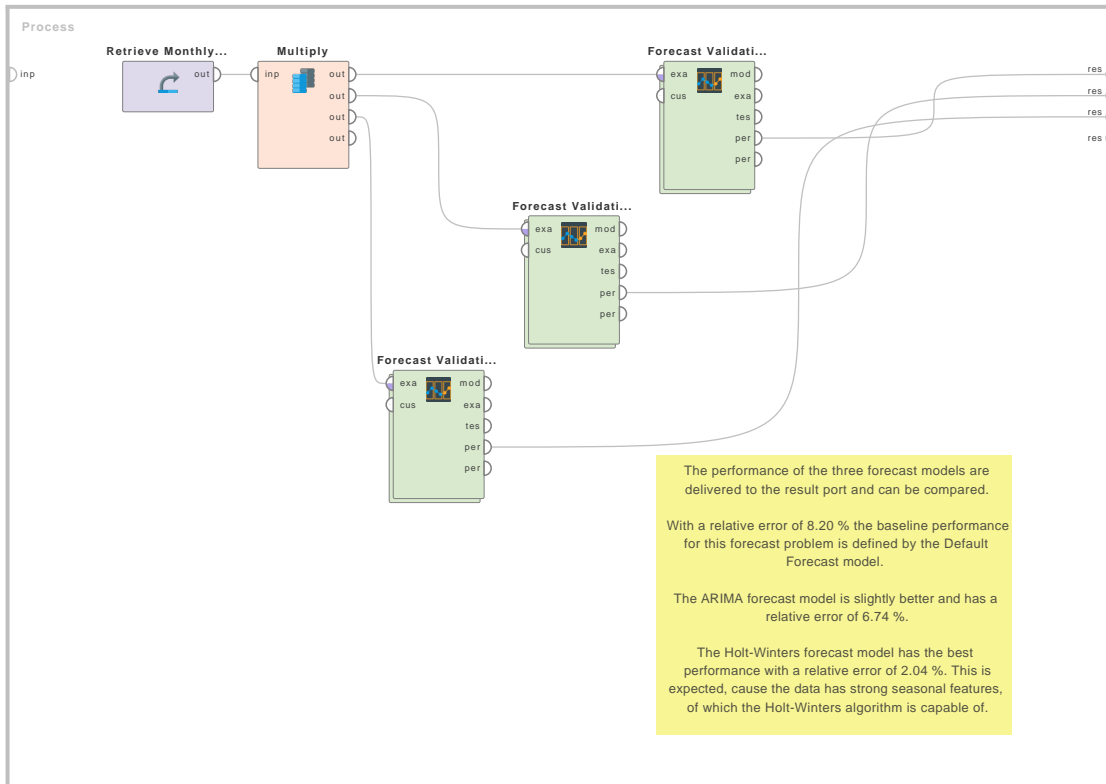 Process
inp
Retrieve Monthly...
out
Multiply
inp
out
out
out
out
Forecast Validati...
exa
cus
mod
exa
tes
per
per
res
res
res
res
Forecast Validati...
exa
cus
mod
exa
tes
per
per
Forecast Validati...
exa
cus
mod
exa
tes
per
per
The performance of the three forecast models are
delivered to the result port and can be compared.
With a relative error of 8.20 % the baseline performance
for this forecast problem is defined by the Default
Forecast model.
The ARIMA forecast model is slightly better and has a
relative error of 6.74 %.
The Holt-Winters forecast model has the best
performance with a relative error of 2.04 %. This is
expected, cause the data has strong seasonal features,
of which the Holt-Winters algorithm is capable of.